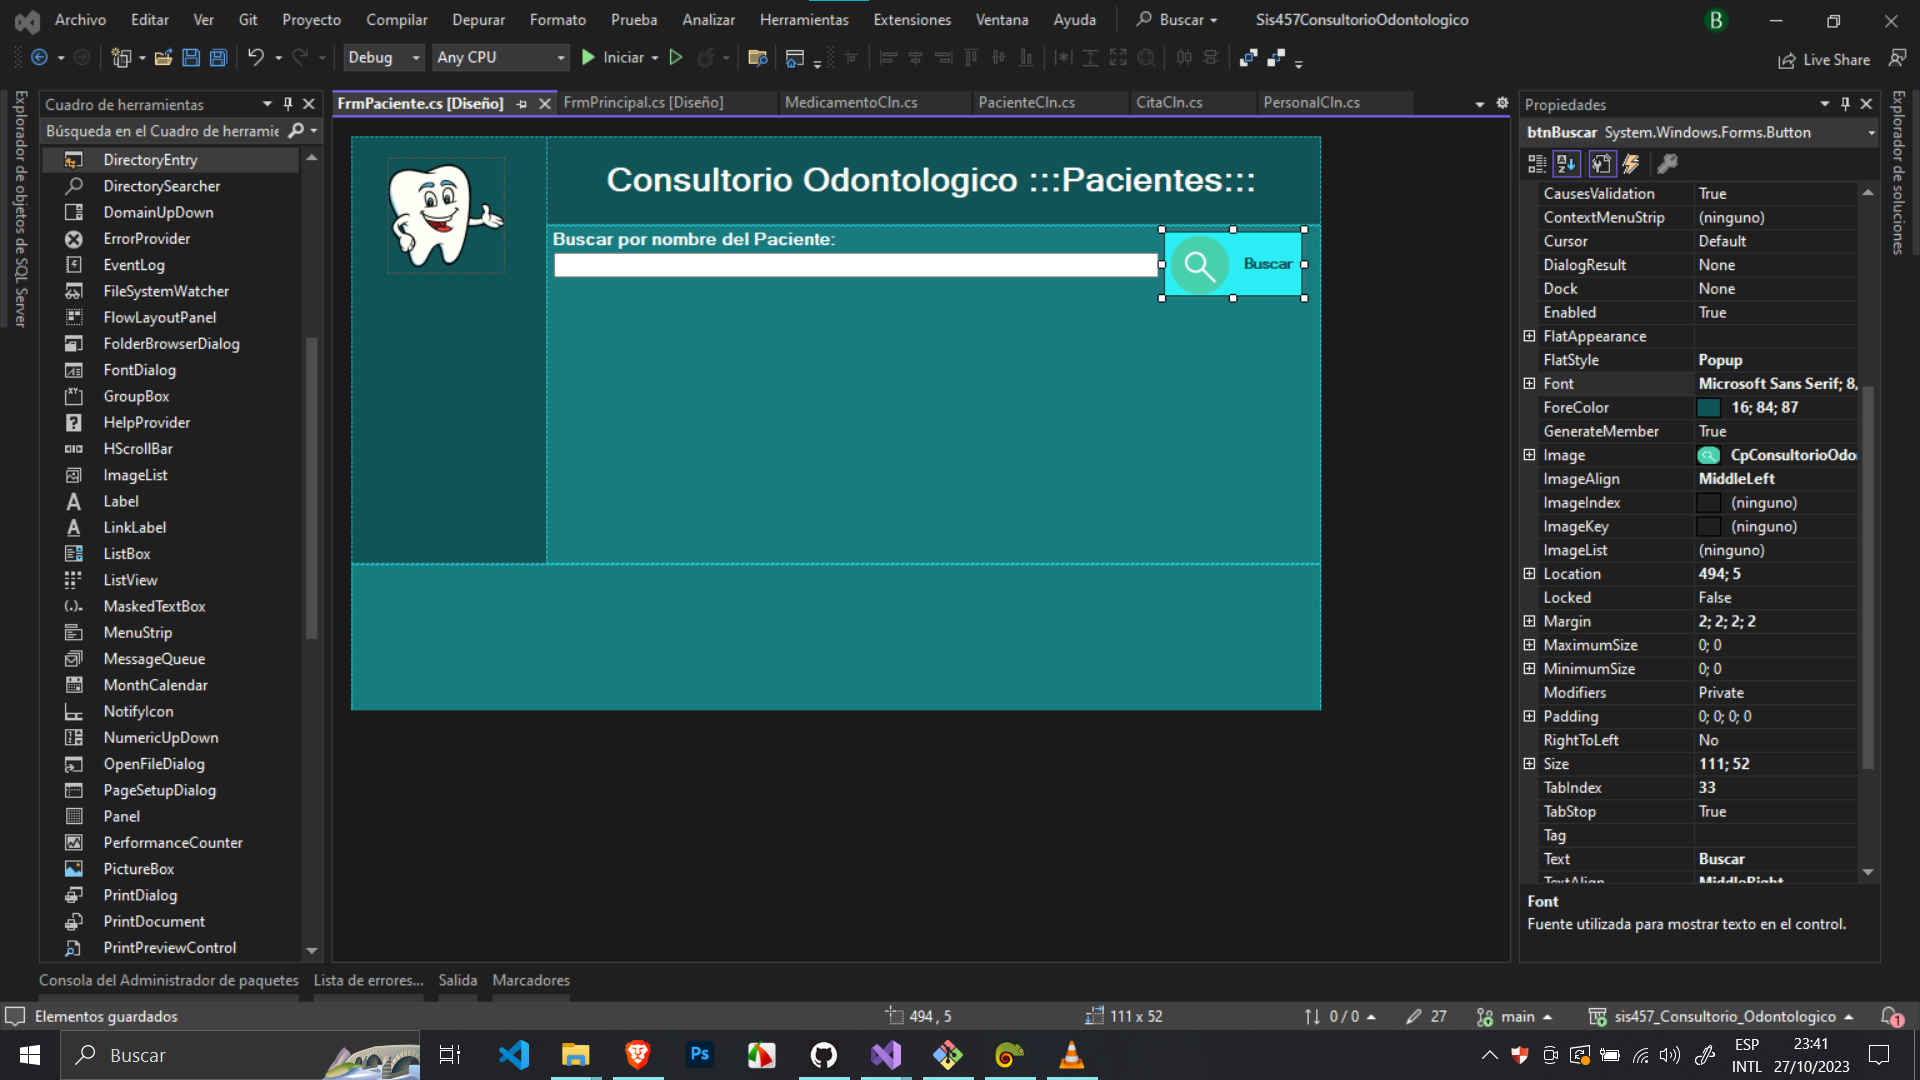 Archivo Editar Ver Git Proyecto Compilar Depurar Formato Prueba Analizar Herramientas Extensiones Ventana Ayuda Buscar Sis457ConsultorioOdontologico B
Debug Any CPU Iniciar Live Share
Explorador de objetos de SQL Server
Cuadro de herramientas
Búsqueda en el Cuadro de herramie
DirectoryEntry
DirectorySearcher
DomainUpDown
ErrorProvider
EventLog
FileSystemWatcher
FlowLayoutPanel
FolderBrowserDialog
FontDialog
GroupBox
HelpProvider
HScrollBar
ImageList
Label
LinkLabel
ListBox
ListView
MaskedTextBox
MenuStrip
MessageQueue
MonthCalendar
NotifyIcon
NumericUpDown
OpenFileDialog
PageSetupDialog
Panel
PerformanceCounter
PictureBox
PrintDialog
PrintDocument
PrintPreviewControl
FrmPaciente.cs [Diseño] FrmPrincipal.cs [Diseño] MedicamentoCln.cs PacienteCln.cs CitaCln.cs PersonalCln.cs
Consultorio Odontologico :::Pacientes:::
Buscar por nombre del Paciente:
Buscar
Propiedades
btnBuscar System.Windows.Forms.Button
CausesValidation True
ContextMenuStrip (ninguno)
Cursor Default
DialogResult None
Dock None
Enabled True
FlatAppearance
FlatStyle Popup
Font Microsoft Sans Serif; 8,
ForeColor 16; 84; 87
GenerateMember True
Image CpConsultorioOdo
ImageAlign MiddleLeft
ImageIndex (ninguno)
ImageKey (ninguno)
ImageList (ninguno)
Location 494; 5
Locked False
Margin 2; 2; 2; 2
MaximumSize 0; 0
MinimumSize 0; 0
Modifiers Private
Padding 0; 0; 0; 0
RightToLeft No
Size 111; 52
TabIndex 33
TabStop True
Tag
Text Buscar
TextAlign MiddleRight
Font
Fuente utilizada para mostrar texto en el control.
Explorador de soluciones
Consola del Administrador de paquetes Lista de errores... Salida Marcadores
Elementos guardados 494 , 5 111 x 52 0 / 0 27 main sis457_Consultorio_Odontologico 1
Buscar Ps ESP 23:41
INTL 27/10/2023